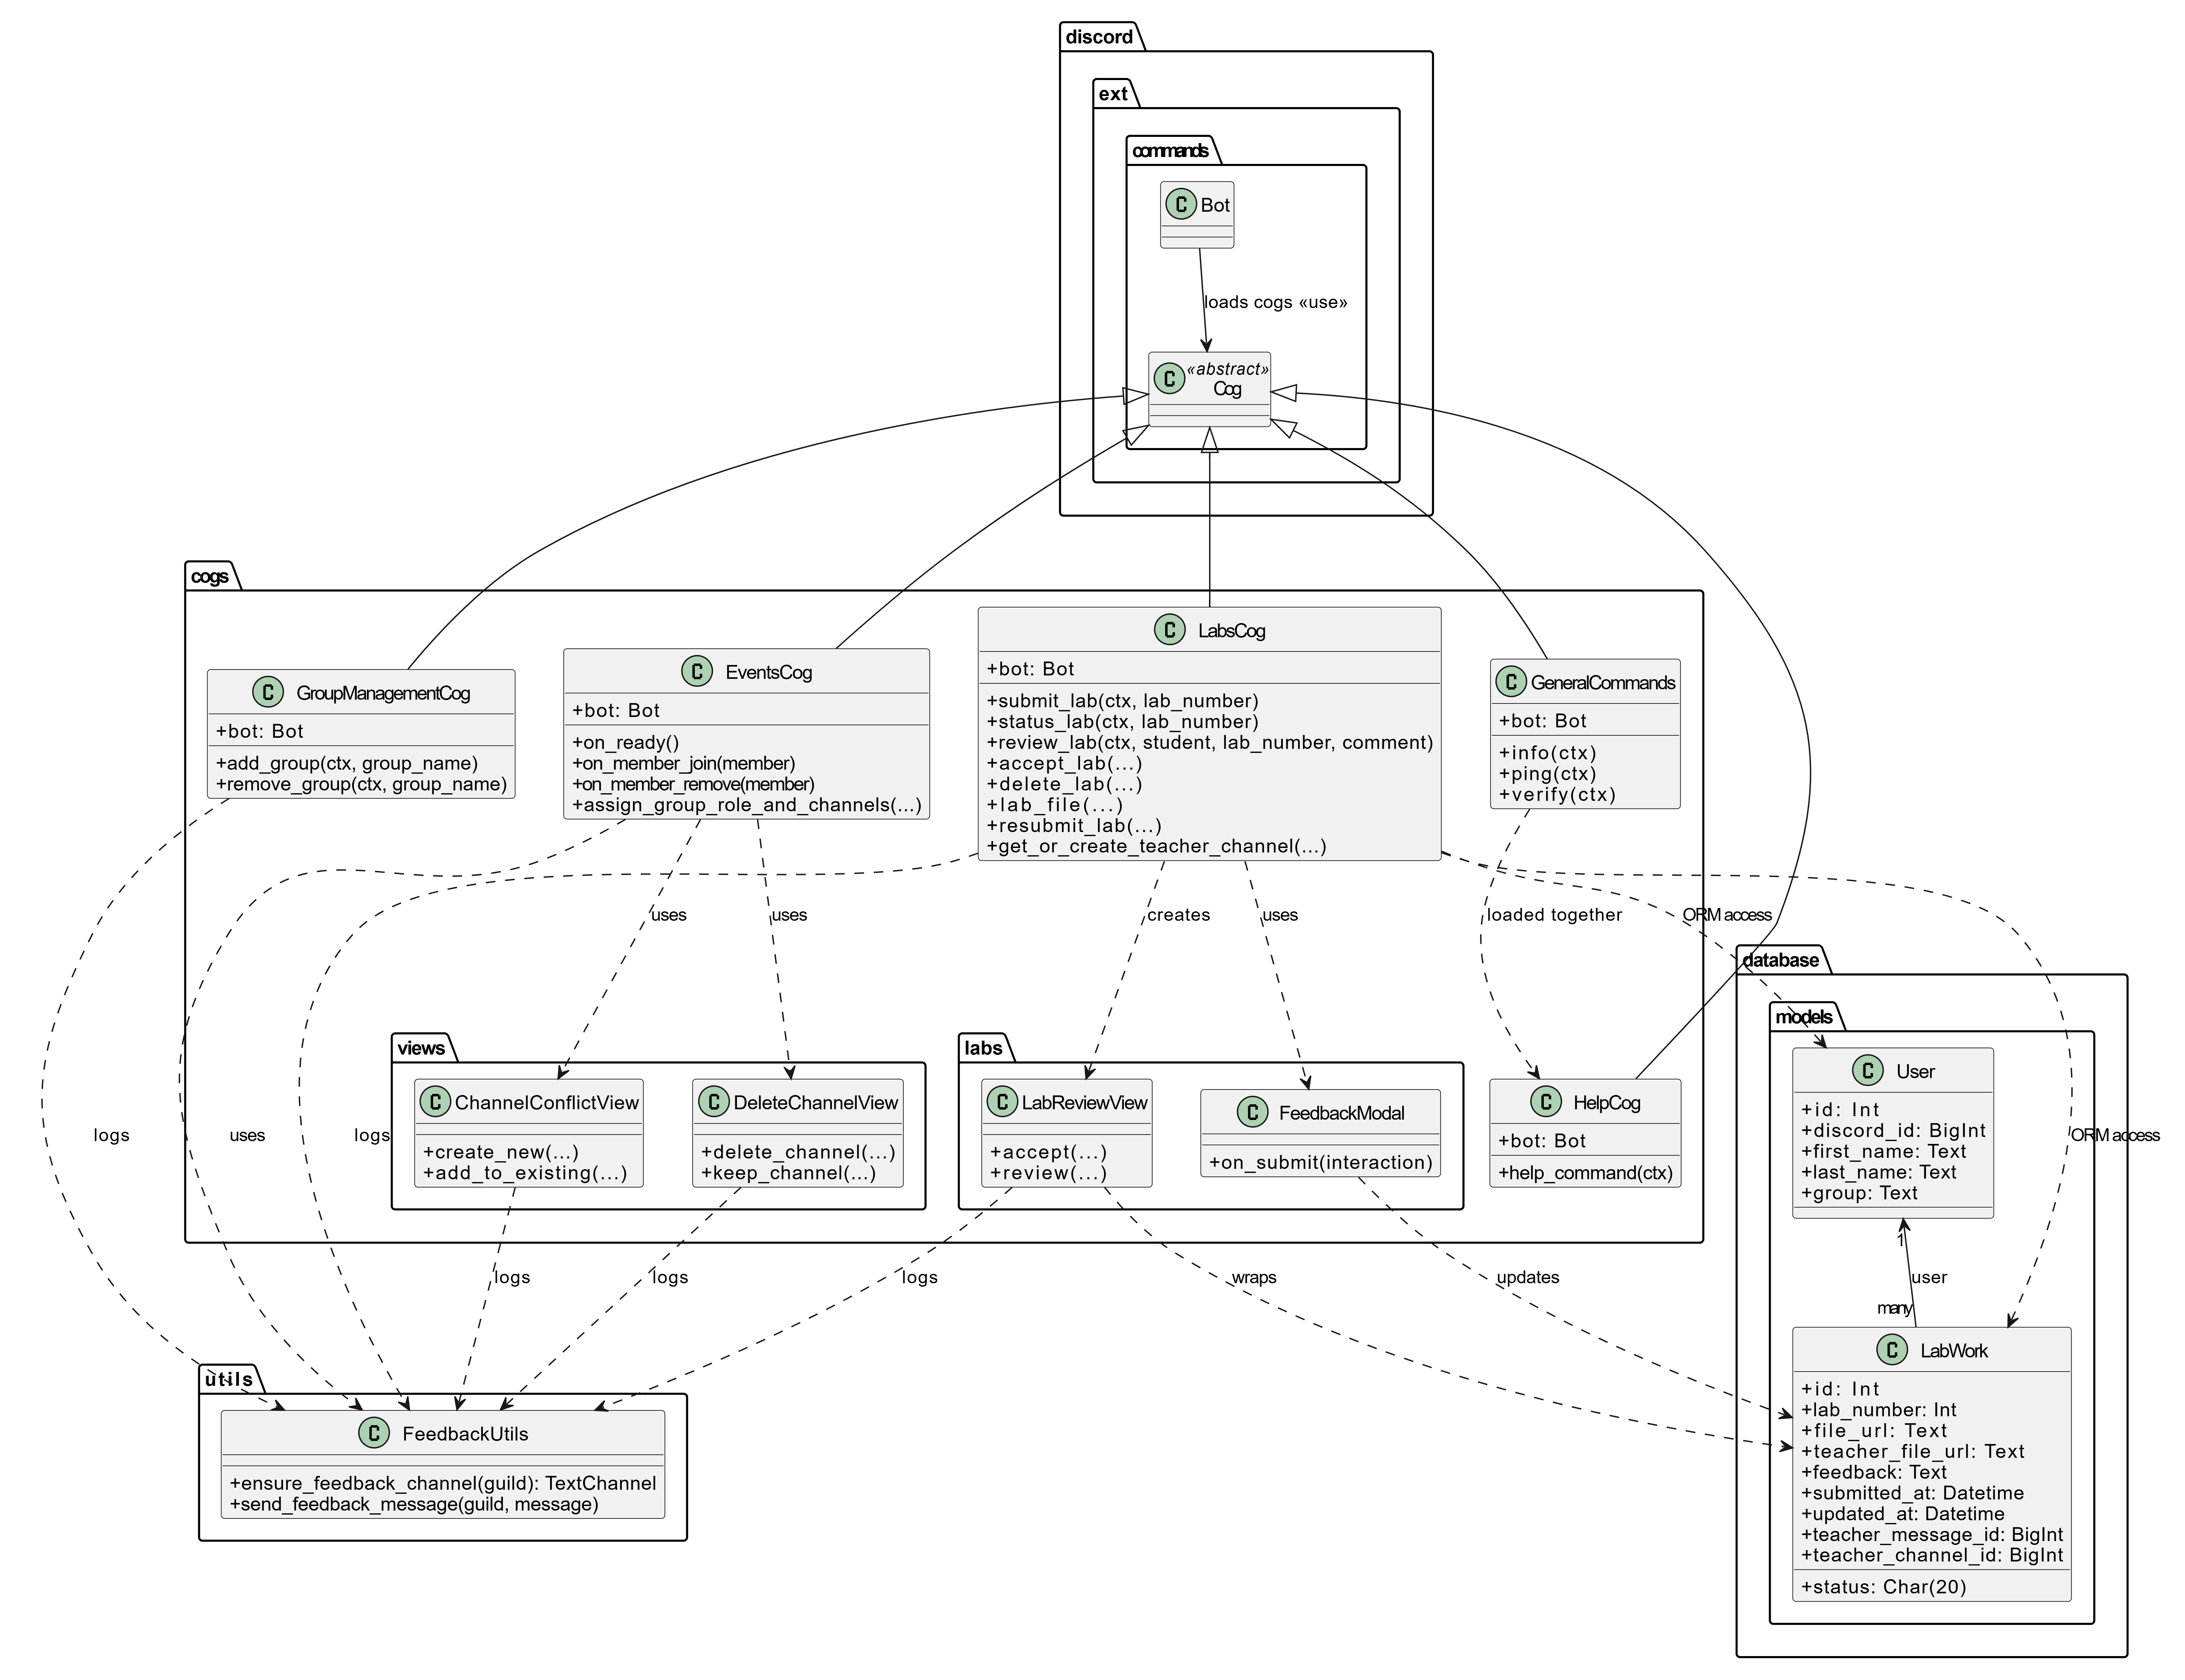 discord
ext
commands
C Bot
loads cogs «use»
C «abstract»
Cog
cogs
C GroupManagementCog
+bot: Bot
+add_group(ctx, group_name)
+remove_group(ctx, group_name)
C EventsCog
+bot: Bot
+on_ready()
+on_member_join(member)
+on_member_remove(member)
+assign_group_role_and_channels(...)
C LabsCog
+bot: Bot
+submit_lab(ctx, lab_number)
+status_lab(ctx, lab_number)
+review_lab(ctx, student, lab_number, comment)
+accept_lab(...)
+delete_lab(...)
+lab_file(...)
+resubmit_lab(...)
+get_or_create_teacher_channel(...)
C GeneralCommands
+bot: Bot
+info(ctx)
+ping(ctx)
+verify(ctx)
uses
uses
creates
uses
loaded together
ORM access
database
models
views
C ChannelConflictView
+create_new(...)
+add_to_existing(...)
C DeleteChannelView
+delete_channel(...)
+keep_channel(...)
labs
C LabReviewView
+accept(...)
+review(...)
C FeedbackModal
+on_submit(interaction)
C HelpCog
+bot: Bot
+help_command(ctx)
C User
+id: Int
+discord_id: BigInt
+first_name: Text
+last_name: Text
+group: Text
logs
uses
logs
ORM access
1
user
many
logs
logs
logs
wraps
updates
utils
C FeedbackUtils
+ensure_feedback_channel(guild): TextChannel
+send_feedback_message(guild, message)
C LabWork
+id: Int
+lab_number: Int
+file_url: Text
+teacher_file_url: Text
+feedback: Text
+submitted_at: Datetime
+updated_at: Datetime
+teacher_message_id: BigInt
+teacher_channel_id: BigInt
+status: Char(20)